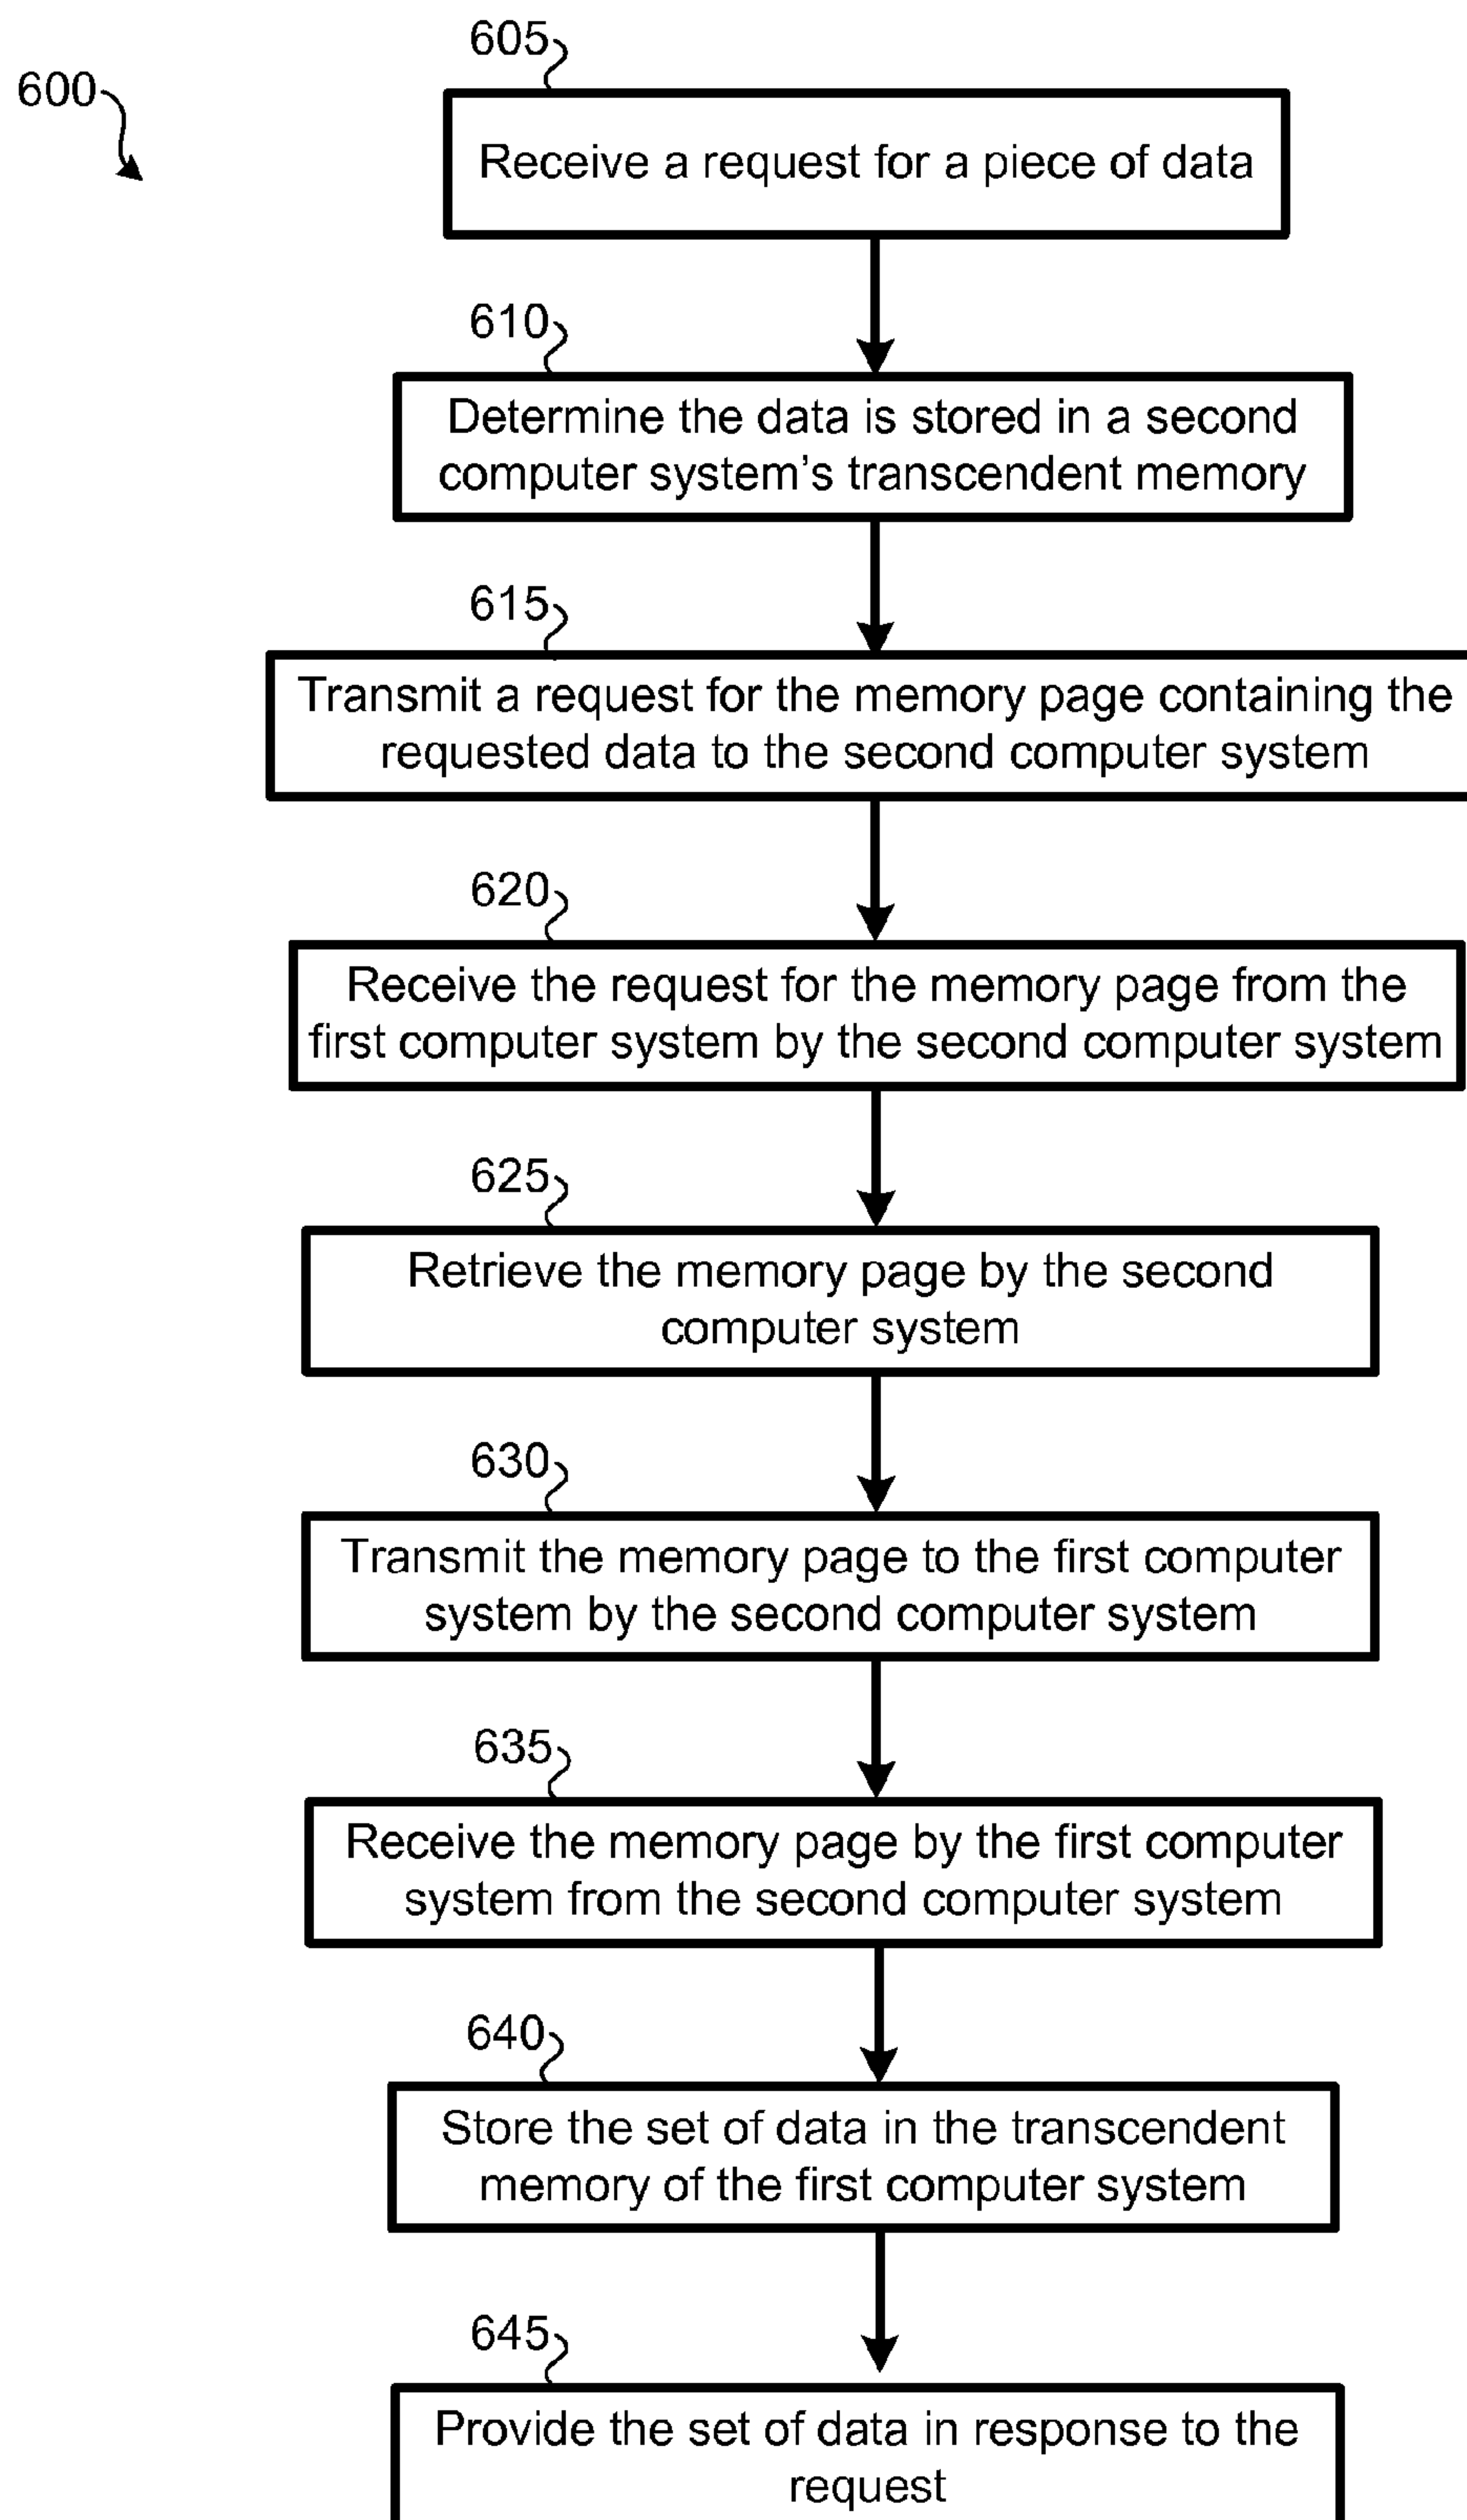 605
600
Receive a request for a piece of data
610
Determine the data is stored in a second
computer system's transcendent memory
615
Transmit a request for the memory page containing the
requested data to the second computer system
620
Receive the request for the memory page from the
first computer system by the second computer system
625
Retrieve the memory page by the second
computer system
630
Transmit the memory page to the first computer
system by the second computer system
635
Receive the memory page by the first computer
system from the second computer system
640
Store the set of data in the transcendent
memory of the first computer system
645
Provide the set of data in response to the
request